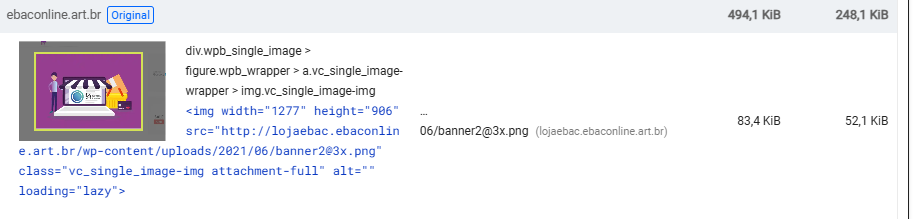 ebaconline.art.br Original 494,1 KiB 248,1 KiB
div.wpb_single_image >
figure.wpb_wrapper > a.vc_single_image-
wrapper > img.vc_single_image-img
<img width="1277" height="906"
src="http://lojaebac.ebaconlin
e.art.br/wp-content/uploads/2021/06/banner2@3x.png"
class="vc_single_image-img attachment-full" alt=""
loading="lazy">
…
06/banner2@3x.png (lojaebac.ebaconline.art.br) 83,4 KiB 52,1 KiB